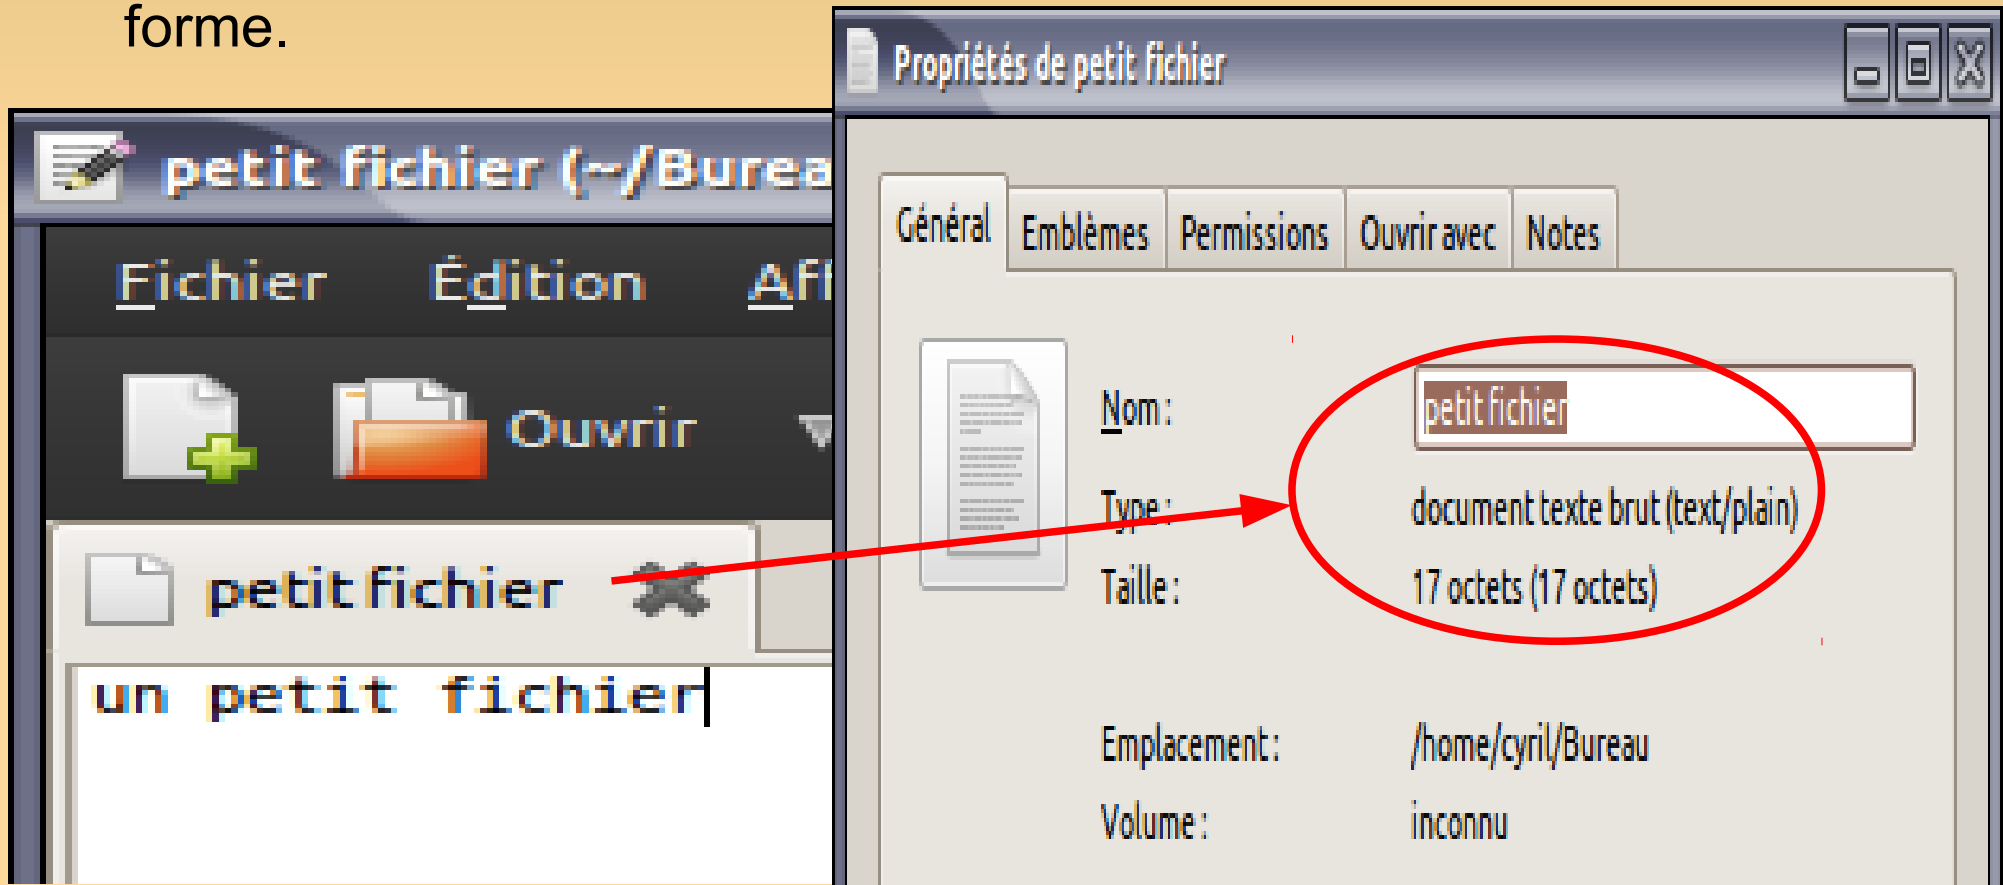 forme.
petit fichier (~/Burea
Fichier Édition Aff
Ouvrir
petit fichier
un petit fichier
Propriétés de petit fichier
Général Emblèmes Permissions Ouvrir avec Notes
Nom : petit fichier
Type : document texte brut (text/plain)
Taille : 17 octets (17 octets)
Emplacement : /home/cyril/Bureau
Volume : inconnu